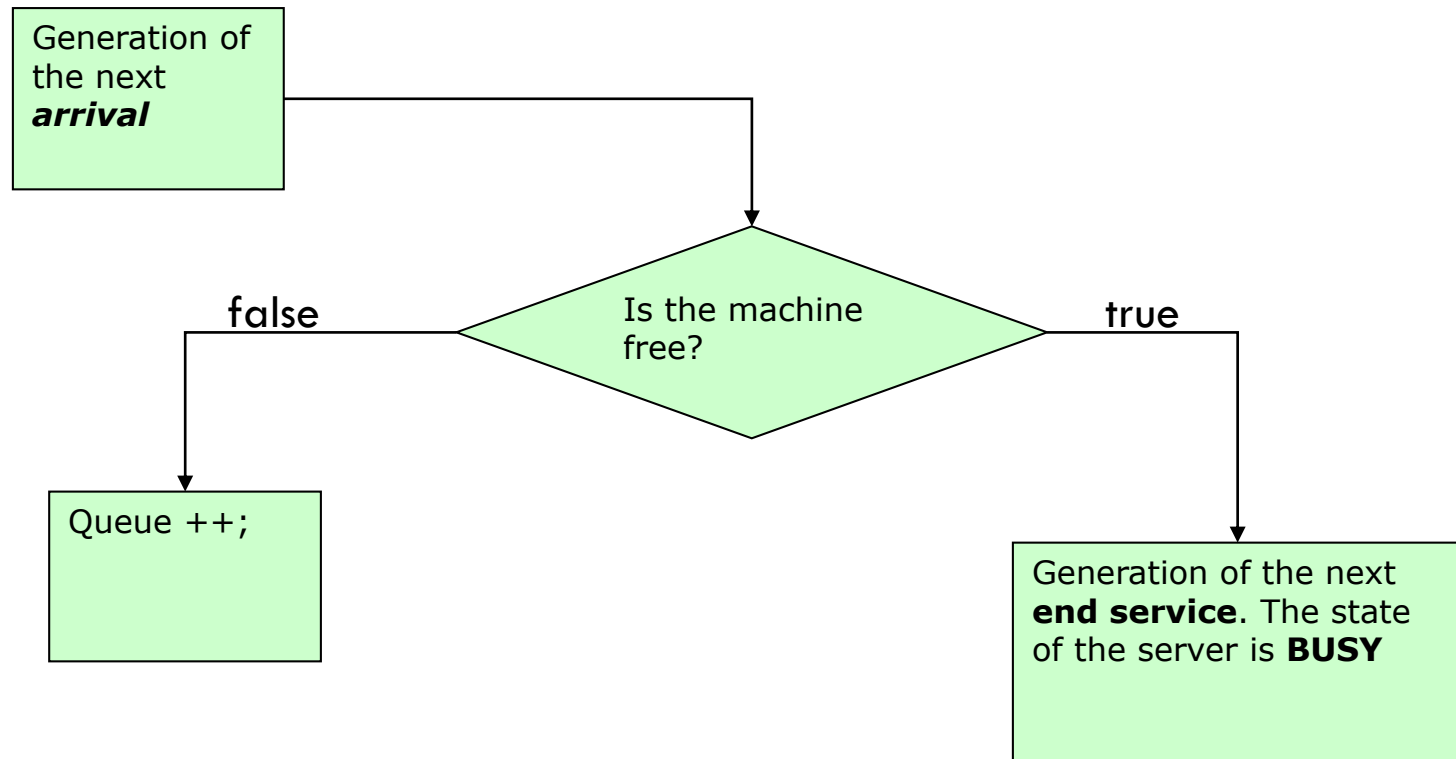 Generation of
the next
arrival
false
Is the machine
free?
true
Queue ++;
Generation of the next
end service. The state
of the server is BUSY